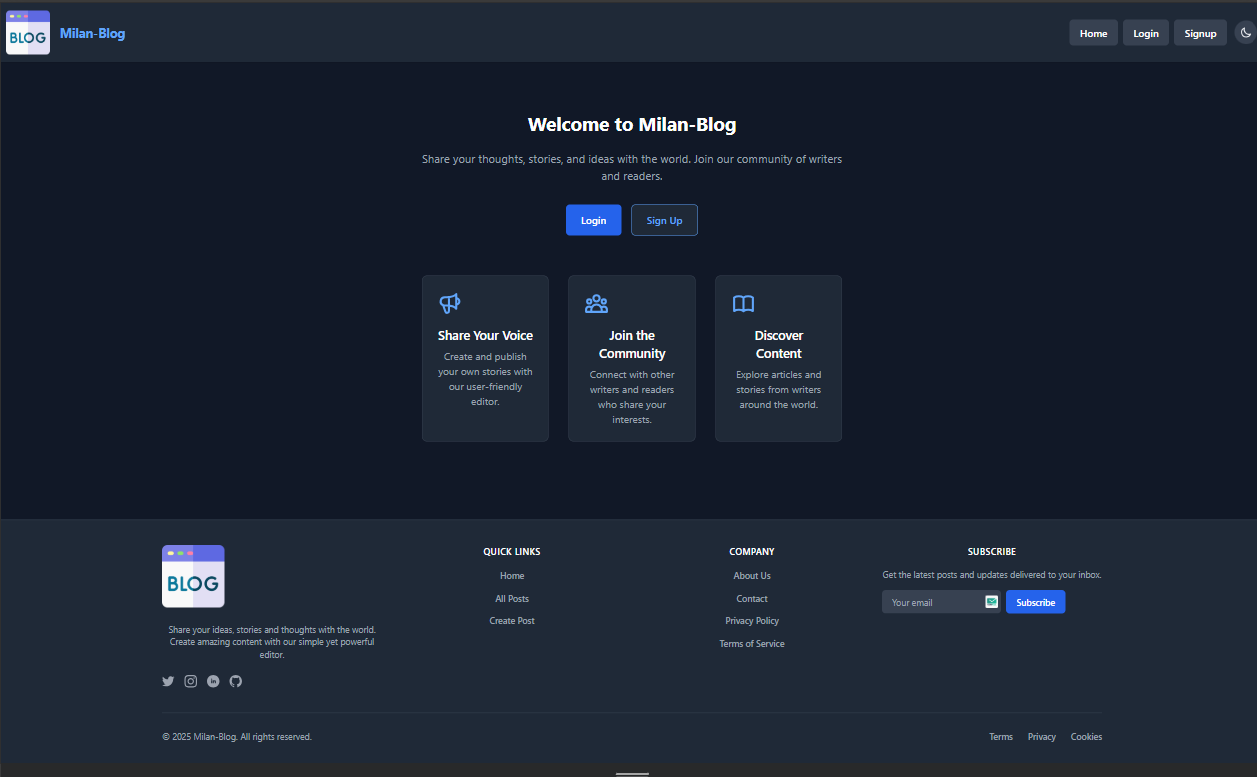 BLOG
Milan-Blog
Home
Login
Signup
Welcome to Milan-Blog
Share your thoughts, stories, and ideas with the world. Join our community of writers
and readers.
Login
Sign Up
Share Your Voice
Create and publish
your own stories with
our user-friendly
editor.
Join the
Community
Connect with other
writers and readers
who share your
interests.
Discover
Content
Explore articles and
stories from writers
around the world.
BLOG
Share your ideas, stories and thoughts with the world.
Create amazing content with our simple yet powerful
editor.
QUICK LINKS
Home
All Posts
Create Post
COMPANY
About Us
Contact
Privacy Policy
Terms of Service
SUBSCRIBE
Get the latest posts and updates delivered to your inbox.
Your email
Subscribe
© 2025 Milan-Blog. All rights reserved.
Terms
Privacy
Cookies